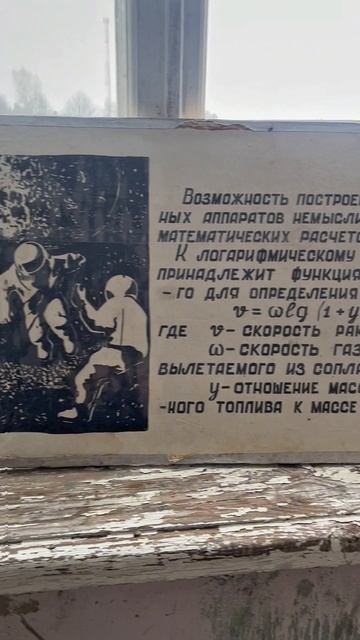 Возможность построе
ных аппаратов немысли
математических расчето
К логарифмическому
принадлежит функция
-го для определения
v = ωlg (1+y
где v- скорость рак
ω- скорость газ
вылетаемого из сопла
y- отношение масс
-ного топлива к массе